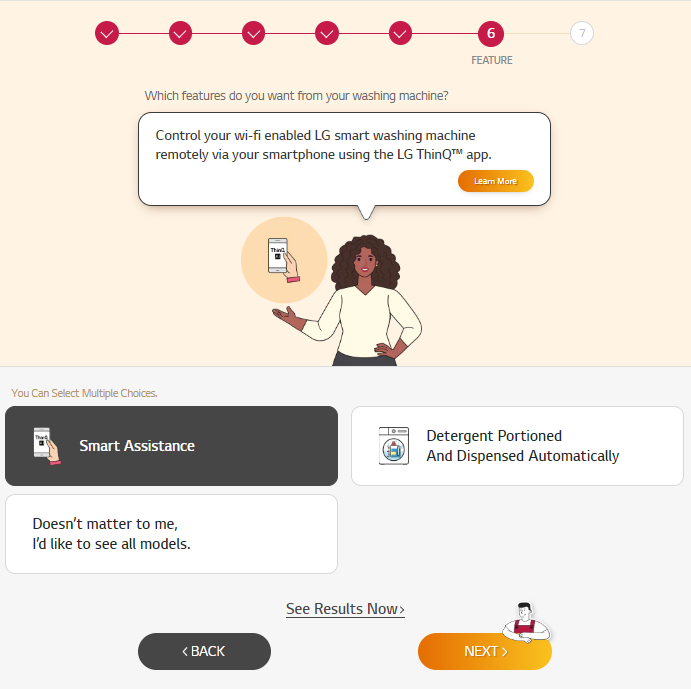 6
7
FEATURE
Which features do you want from your washing machine?
Control your wi-fi enabled LG smart washing machine
remotely via your smartphone using the LG ThinQ™ app.
Learn More
ThinQ
You Can Select Multiple Choices.
ThinQ
Smart Assistance
Detergent Portioned
And Dispensed Automatically
Doesn’t matter to me,
I’d like to see all models.
See Results Now›
‹ BACK
NEXT ›